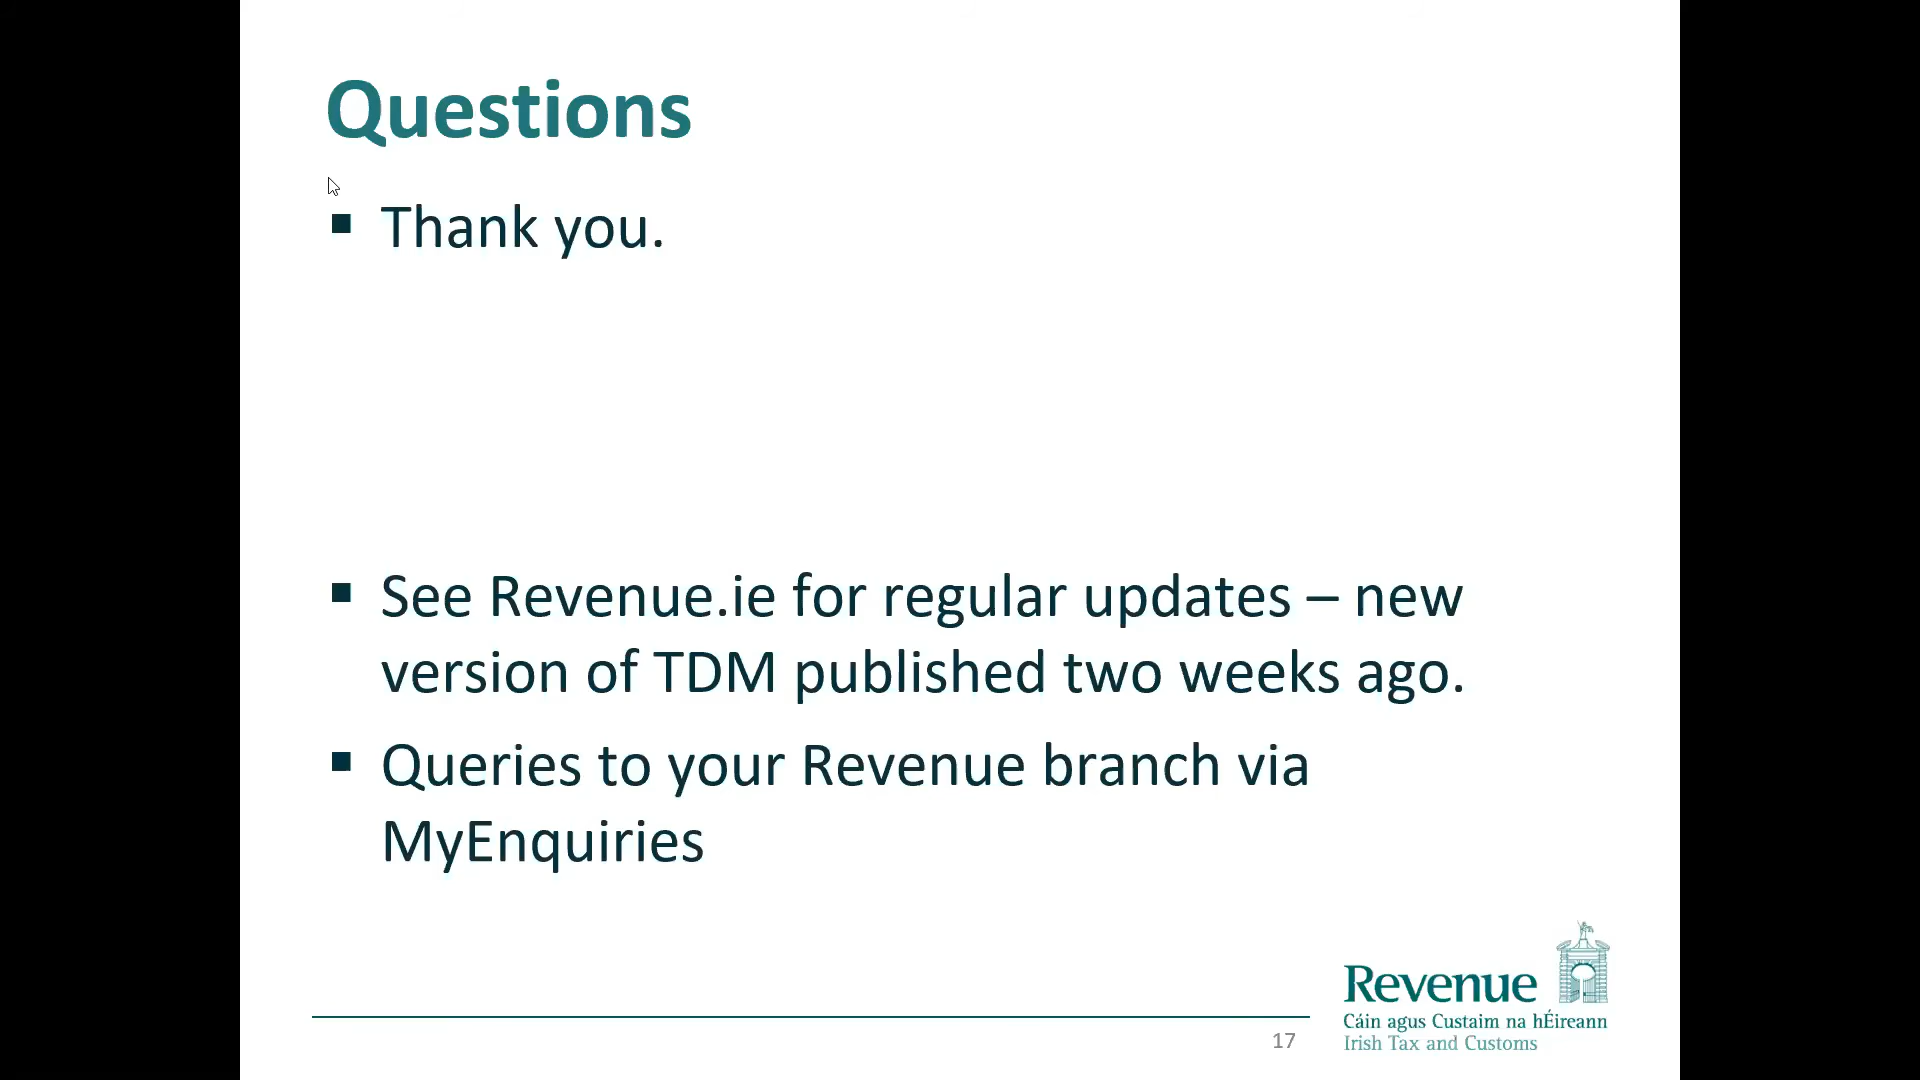 Questions
Thank you.
See Revenue.ie for regular updates – new
version of TDM published two weeks ago.
Queries to your Revenue branch via
MyEnquiries
Revenue
Cáin agus Custaim na hÉireann
Irish Tax and Customs
17